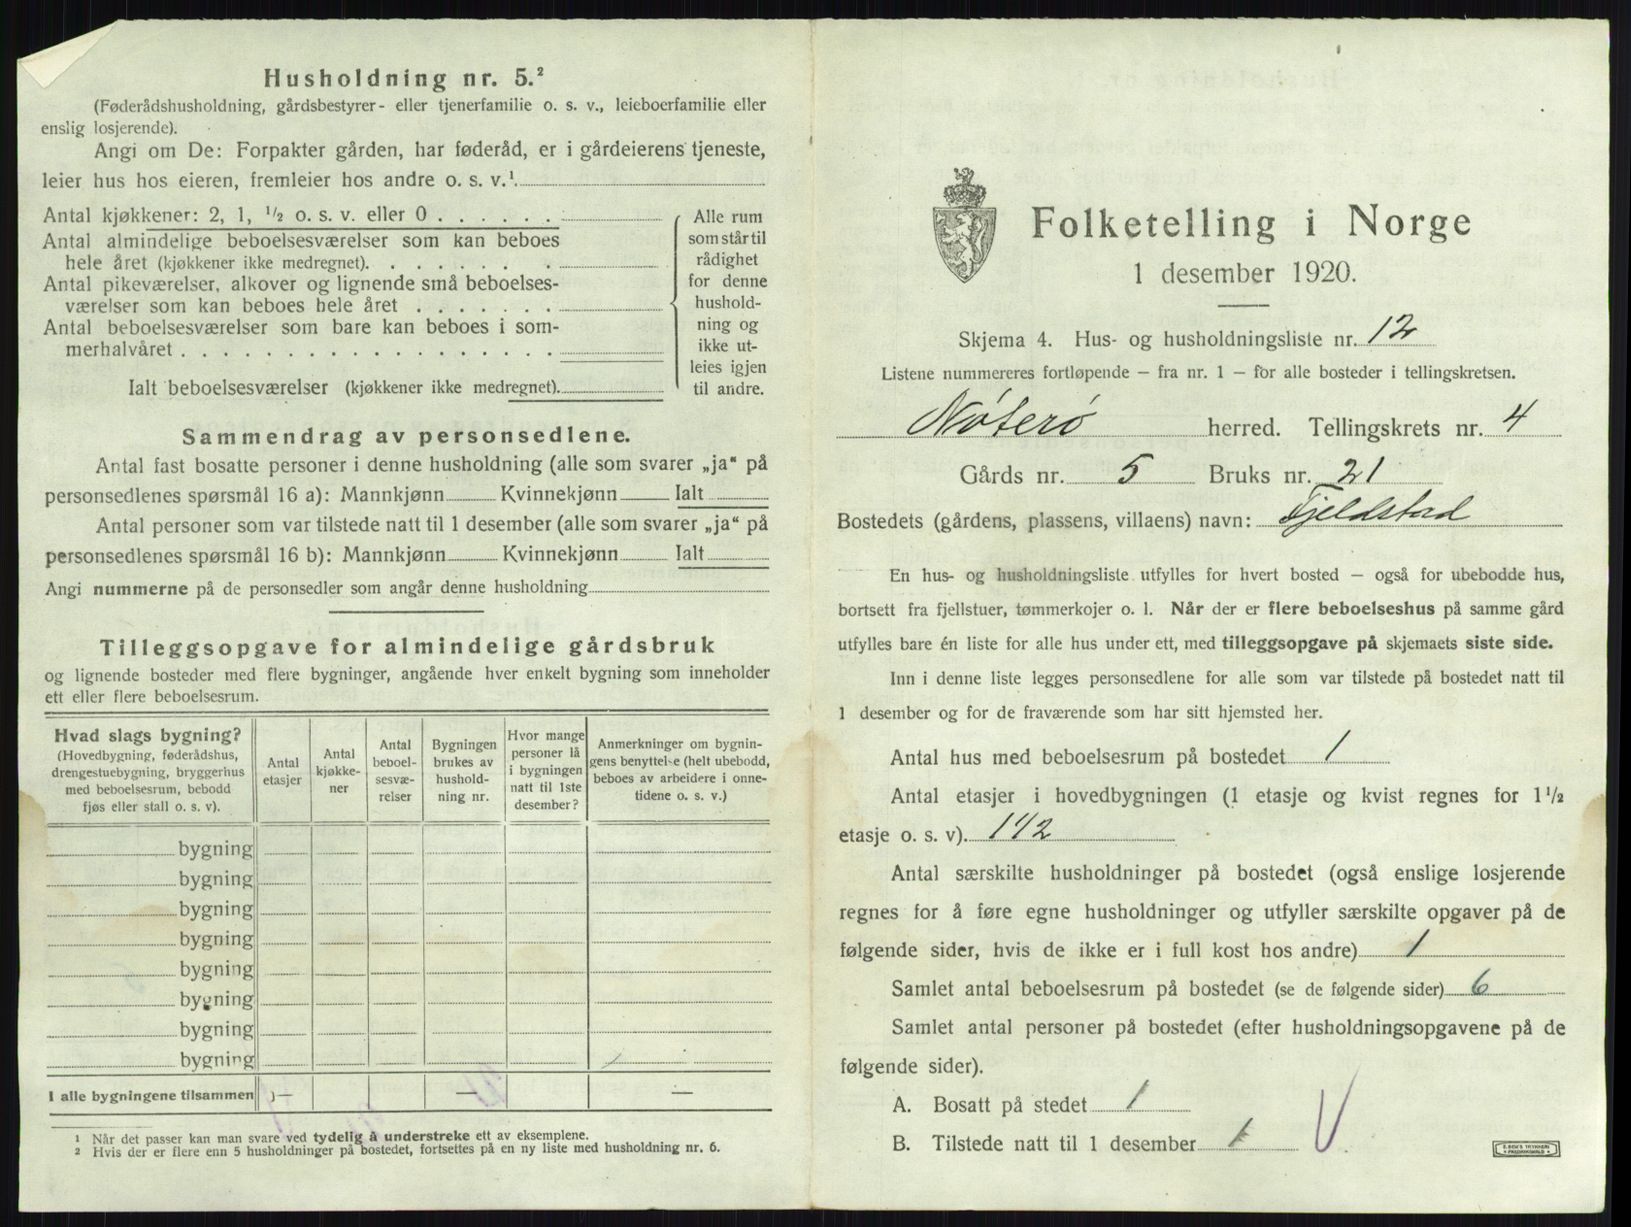 Husholdning nr. 5.²
(Føderådshusholdning, gårdsbestyrer- eller tjenerfamilie o. s. v., leieboerfamilie eller
enslig losjerende).
Angi om De: Forpakter gården, har føderåd, er i gårdeierens tjeneste,
leier hus hos eieren, fremleier hos andre o. s. v.¹
Antal kjøkkener: 2, 1, ½ o. s. v. eller 0
Antal almindelige beboelsesværelser som kan beboes
hele året (kjøkkener ikke medregnet).
Antal pikeværelser, alkover og lignende små beboelses-
værelser som kan beboes hele året
Antal beboelsesværelser som bare kan beboes i som-
merhalvåret
Ialt beboelsesværelser (kjøkkener ikke medregnet).
Alle rum
som står til
rådighet
for denne
hushold-
ning og
ikke ut-
leies igjen
til andre.
Sammendrag av personsedlene.
Antal fast bosatte personer i denne husholdning (alle som svarer „ja“ på
personsedlenes spørsmål 16 a): Mannkjønn Kvinnekjønn Ialt
Antal personer som var tilstede natt til 1 desember (alle som svarer „ja“ på
personsedlenes spørsmål 16 b): Mannkjønn Kvinnekjønn Ialt
Angi nummerne på de personsedler som angår denne husholdning
Tilleggsopgave for almindelige gårdsbruk
og lignende bosteder med flere bygninger, angående hver enkelt bygning som inneholder
ett eller flere beboelsesrum.
Hvad slags bygning?
(Hovedbygning, føderådshus,
drengestuebygning, bryggerhus
med beboelsesrum, bebodd
fjøs eller stall o. s. v).
Antal
etasjer
Antal
kjøkke-
ner
Antal
beboel-
sesvæ-
relser
Bygningen
brukes av
hushold-
ning nr.
Hvor mange
personer lå
i bygningen
natt til 1ste
desember?
Anmerkninger om bygnin-
gens benyttelse (helt ubebodd,
beboes av arbeidere i onne-
tidene o. s. v.)
bygning
bygning
bygning
bygning
bygning
bygning
bygning
bygning
I alle bygningene tilsammen — — —
¹ Når det passer kan man svare ved tydelig å understreke ett av eksemplene.
² Hvis der er flere enn 5 husholdninger på bostedet, fortsettes på en ny liste med husholdning nr. 6.
Folketelling i Norge
1 desember 1920.
Skjema 4. Hus- og husholdningsliste nr. 12
Listene nummereres fortløpende — fra nr. 1 — for alle bosteder i tellingskretsen.
Nøterø herred. Tellingskrets nr. 4
Gårds nr. 5 Bruks nr. 21
Bostedets (gårdens, plassens, villaens) navn: Fjeldstad
En hus- og husholdningsliste utfylles for hvert bosted — også for ubebodde hus,
bortsett fra fjellstuer, tømmerkojer o. l. Når der er flere beboelseshus på samme gård
utfylles bare én liste for alle hus under ett, med tilleggsopgave på skjemaets siste side.
Inn i denne liste legges personsedlene for alle som var tilstede på bostedet natt til
1 desember og for de fraværende som har sitt hjemsted her.
Antal hus med beboelsesrum på bostedet 1
Antal etasjer i hovedbygningen (1 etasje og kvist regnes for 1½
etasje o. s. v). 1 1/2
Antal særskilte husholdninger på bostedet (også enslige losjerende
regnes for å føre egne husholdninger og utfyller særskilte opgaver på de
følgende sider, hvis de ikke er i full kost hos andre) 1
Samlet antal beboelsesrum på bostedet (se de følgende sider) 6
Samlet antal personer på bostedet (efter husholdningsopgavene på de
følgende sider).
A. Bosatt på stedet 1
B. Tilstede natt til 1 desember 1